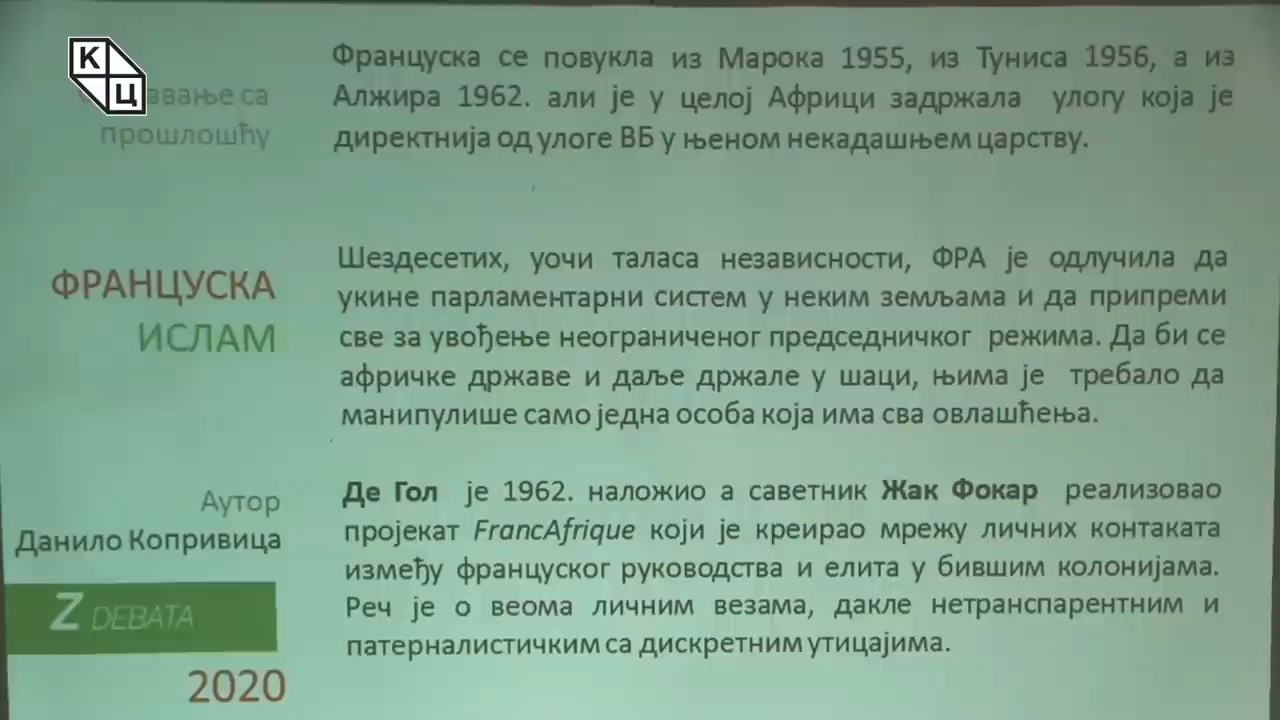 К
Ц
са
прошлошћу
ФРАНЦУСКА
ИСЛАМ
Аутор
Данило Копривица
Z DEBATA
2020
Француска се повукла из Марока 1955, из Туниса 1956, а из
Алжира 1962. али је у целој Африци задржала улогу која је
директнија од улоге ВБ у њеном некадашњем царству.
Шездесетих, уочи таласа независности, ФРА је одлучила да
укине парламентарни систем у неким земљама и да припреми
све за увођење неограниченог председничког режима. Да би се
афричке државе и даље држале у шаци, њима је требало да
манипулише само једна особа која има сва овлашћења.
Де Гол је 1962. наложио а саветник Жак Фокар реализовао
пројекат FrancAfrique који је креирао мрежу личних контаката
између француског руководства и елита у бившим колонијама.
Реч је о веома личним везама, дакле нетранспарентним и
патерналистичким са дискретним утицајима.